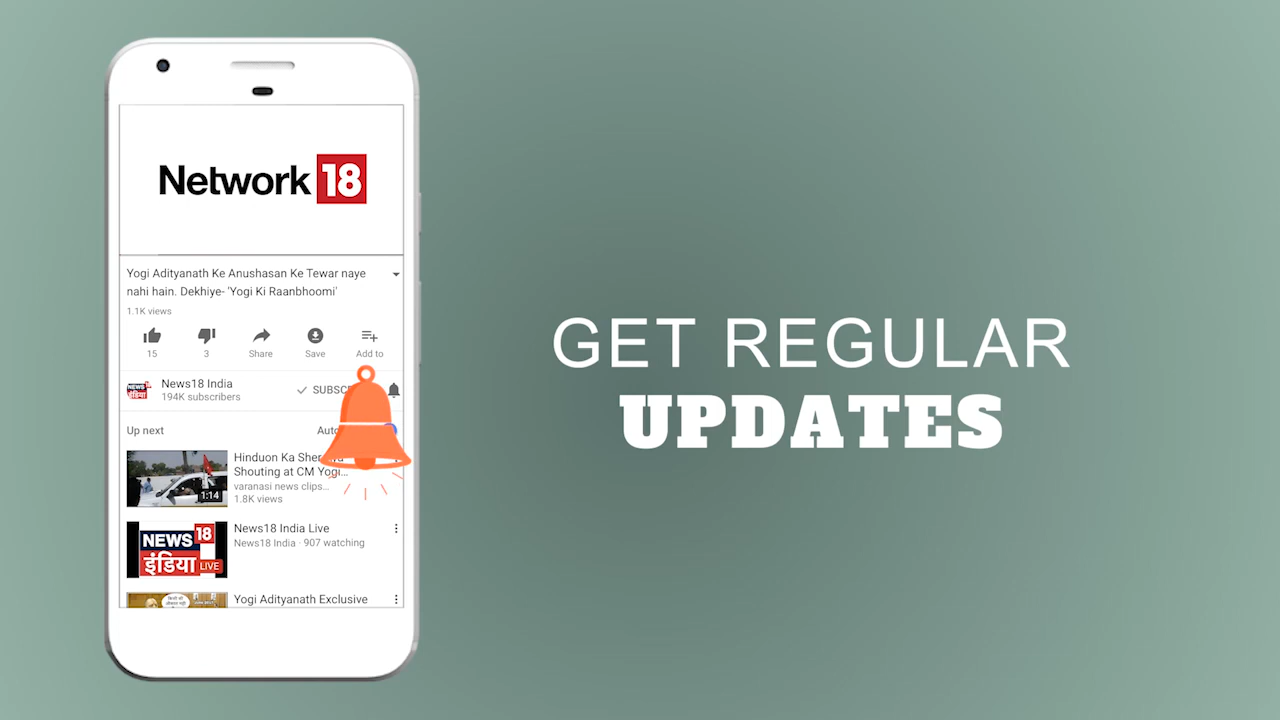 Network 18
Yogi Adityanath Ke Anushasan Ke Tewar naye
nahi hain. Dekhiye- 'Yogi Ki Raanbhoomi'
1.1K views
15
3
Share
Save
Add to
NEWS 18
इंडिया
News18 India
194K subscribers
SUBSC
Up next
Auto
Hinduon Ka She
Shouting at CM Yogi...
varanasi news clips...
1.8K views
1:14
NEWS 18
इंडिया
LIVE
News18 India Live
News18 India · 907 watching
Yogi Adityanath Exclusive
GET REGULAR
UPDATES